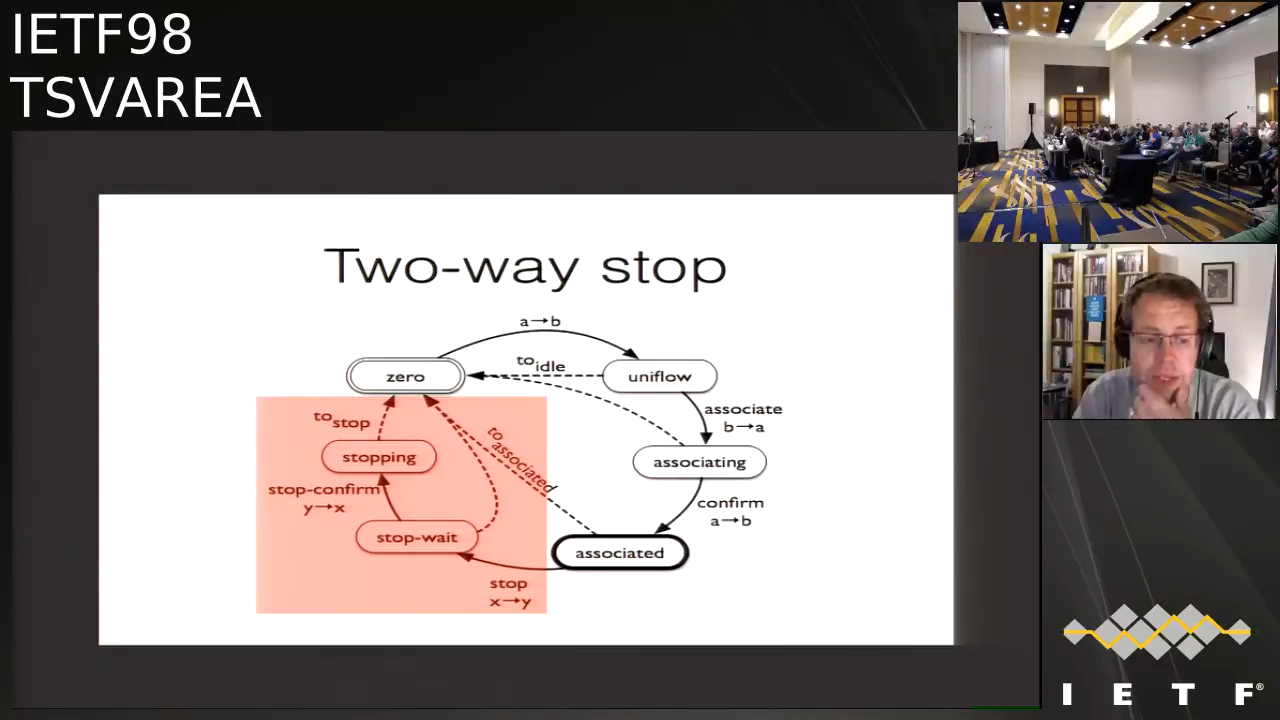 IETF98
TSVAREA
Two-way stop
a→b
zero
to idle
uniflow
associate
b→a
to stop
to associated
stopping
associating
stop-confirm
y→x
confirm
a→b
stop-wait
associated
stop
x→y
I E T F®